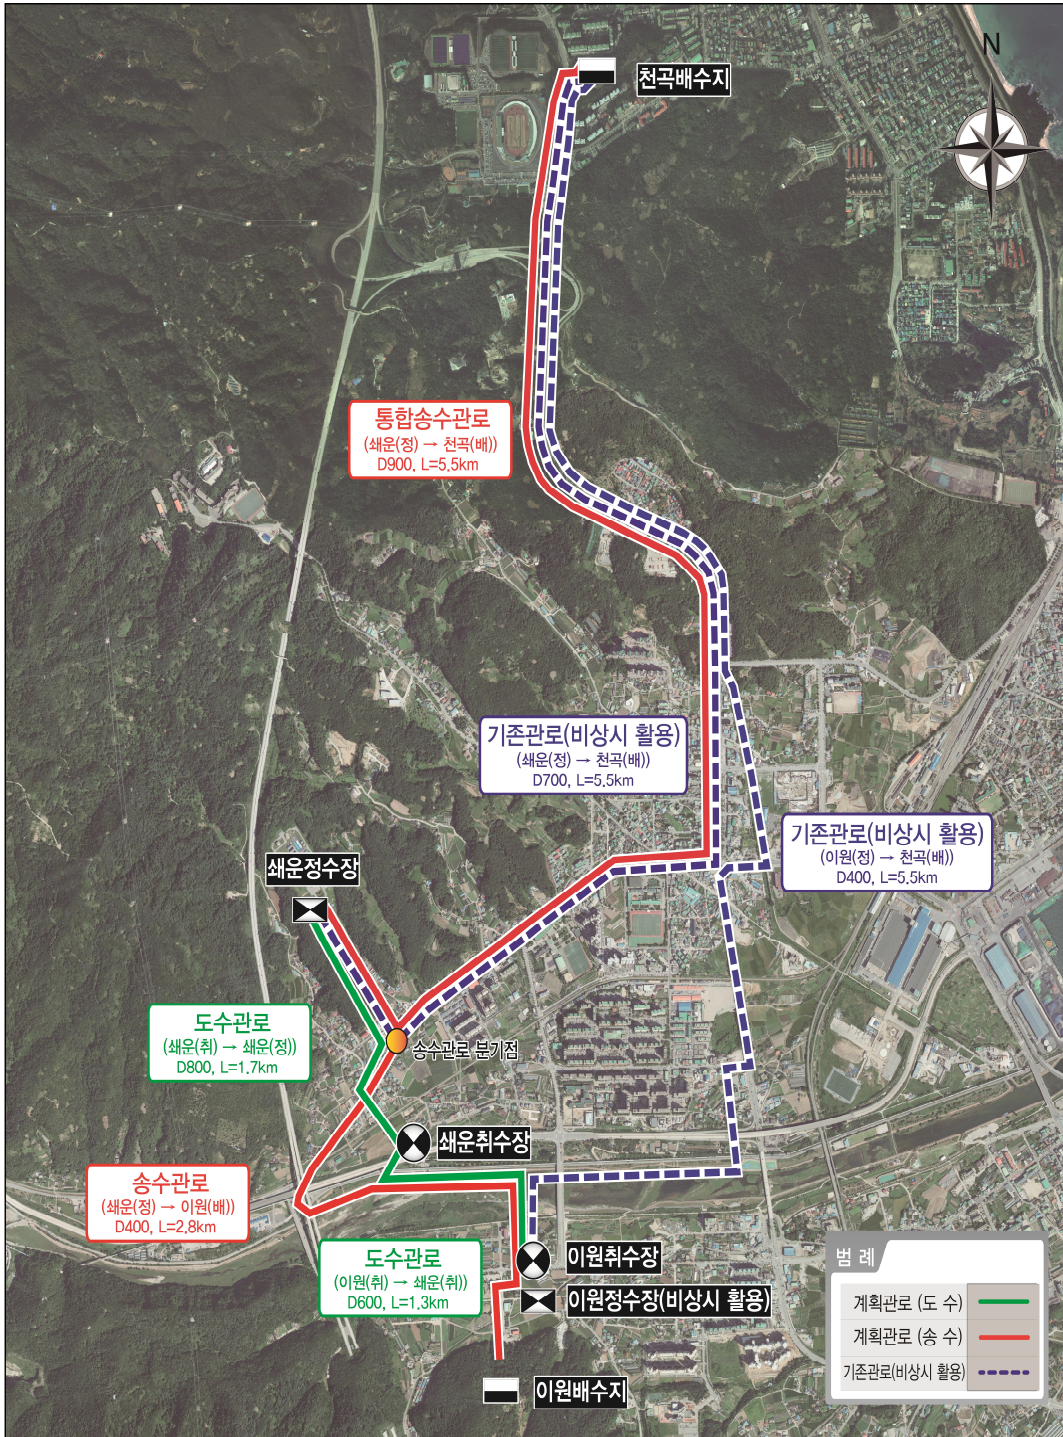 N
천곡배수지
통합송수관로
(쇄운(정) → 천곡(배))
D900, L=5.5km
기존관로(비상시 활용)
(쇄운(정) → 천곡(배))
D700, L=5.5km
기존관로(비상시 활용)
(이원(정) → 천곡(배))
D400, L=5.5km
쇄운정수장
도수관로
(쇄운(취) → 쇄운(정))
D800, L=1.7km
송수관로 분기점
쇄운취수장
송수관로
(쇄운(정) → 이원(배))
D400, L=2.8km
도수관로
(이원(취) → 쇄운(취))
D600, L=1.3km
이원취수장
이원정수장(비상시 활용)
이원배수지
범 례
계획관로 (도 수)
계획관로 (송 수)
기존관로(비상시 활용)